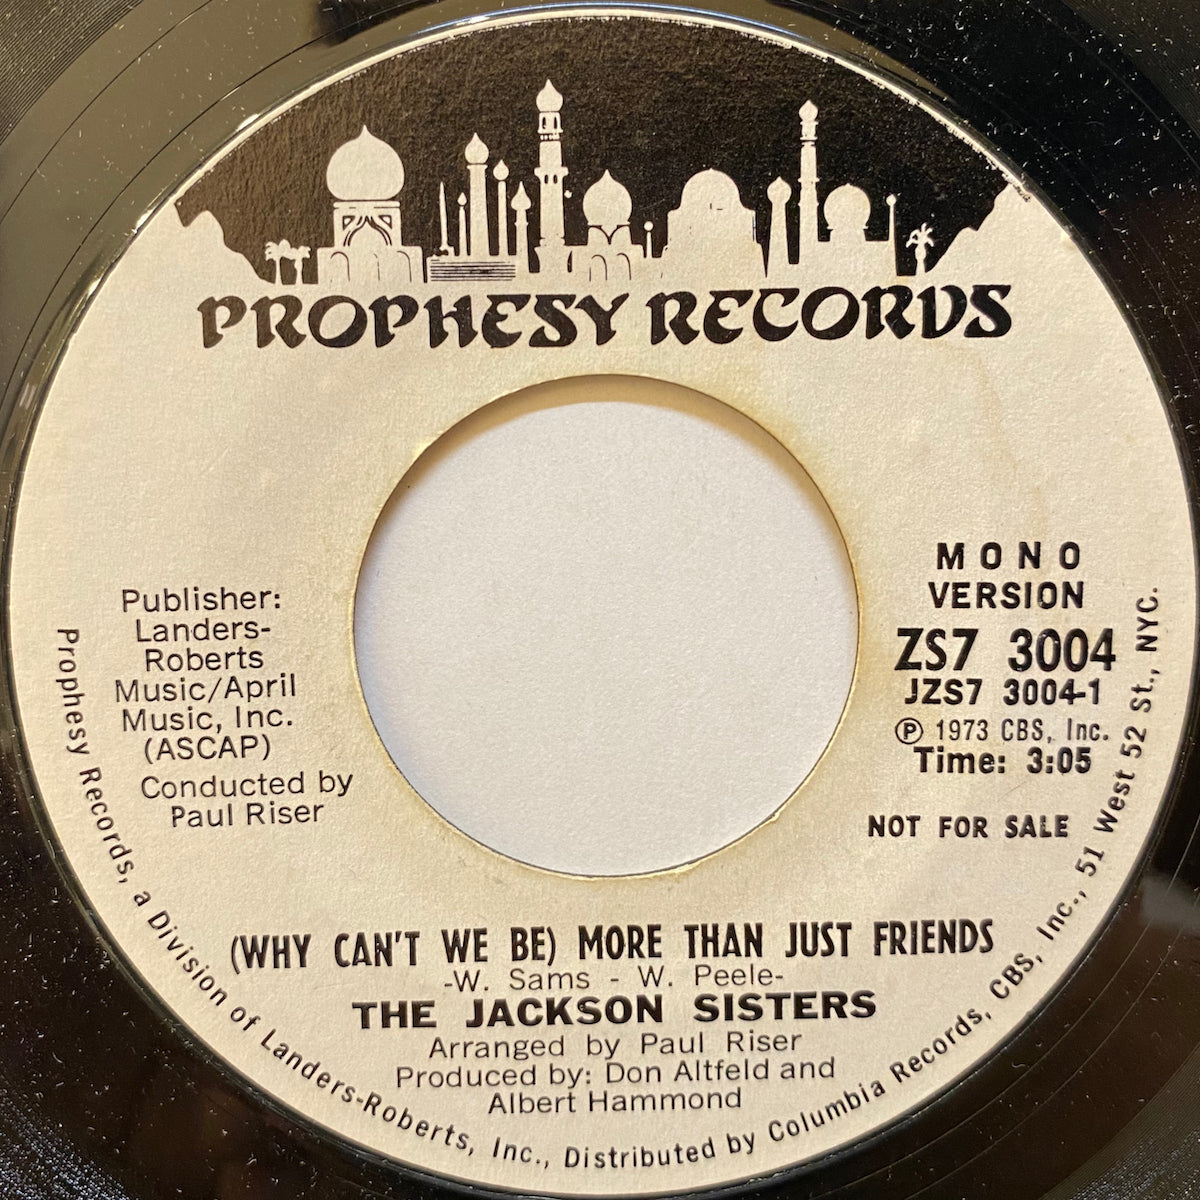 PROPHESY RECORDS
MONO
VERSION
ZS7 3004
JZS7 3004-1
Ⓟ 1973 CBS, Inc.
Time: 3:05
NOT FOR SALE
Publisher:
Landers-
Roberts
Music/April
Music, Inc.
(ASCAP)
Conducted by
Paul Riser
(WHY CAN'T WE BE) MORE THAN JUST FRIENDS
-W. Sams - W. Peele-
THE JACKSON SISTERS
Arranged by Paul Riser
Produced by: Don Altfeld and
Albert Hammond
Prophesy Records, a Division of Landers-Roberts, Inc., Distributed by Columbia Records, CBS, Inc., 51 West 52 St., NYC.